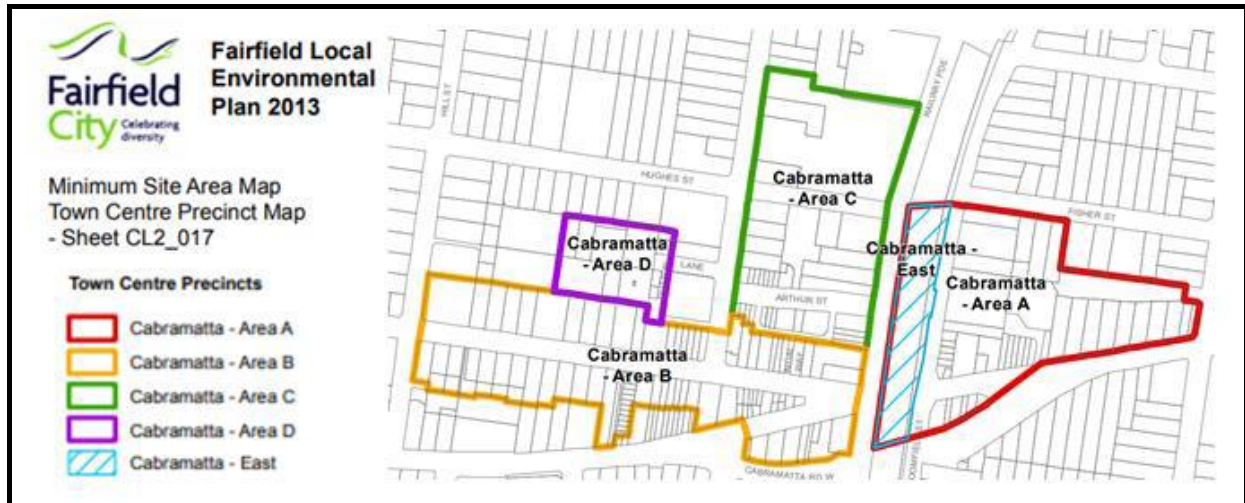 Fairfield
City
Celebrating
diversity
Fairfield Local
Environmental
Plan 2013
Minimum Site Area Map
Town Centre Precinct Map
- Sheet CL2_017
Town Centre Precincts
Cabramatta - Area A
Cabramatta - Area B
Cabramatta - Area C
Cabramatta - Area D
Cabramatta - East
HILL ST
HUGHES ST
RAILWAY PDE
FISHER ST
Cabramatta
- Area C
Cabramatta
- Area D
LANE
Cabramatta -
East
Cabramatta
- Area A
ARTHUR ST
Cabramatta
- Area B
CABRAMATTA RD W